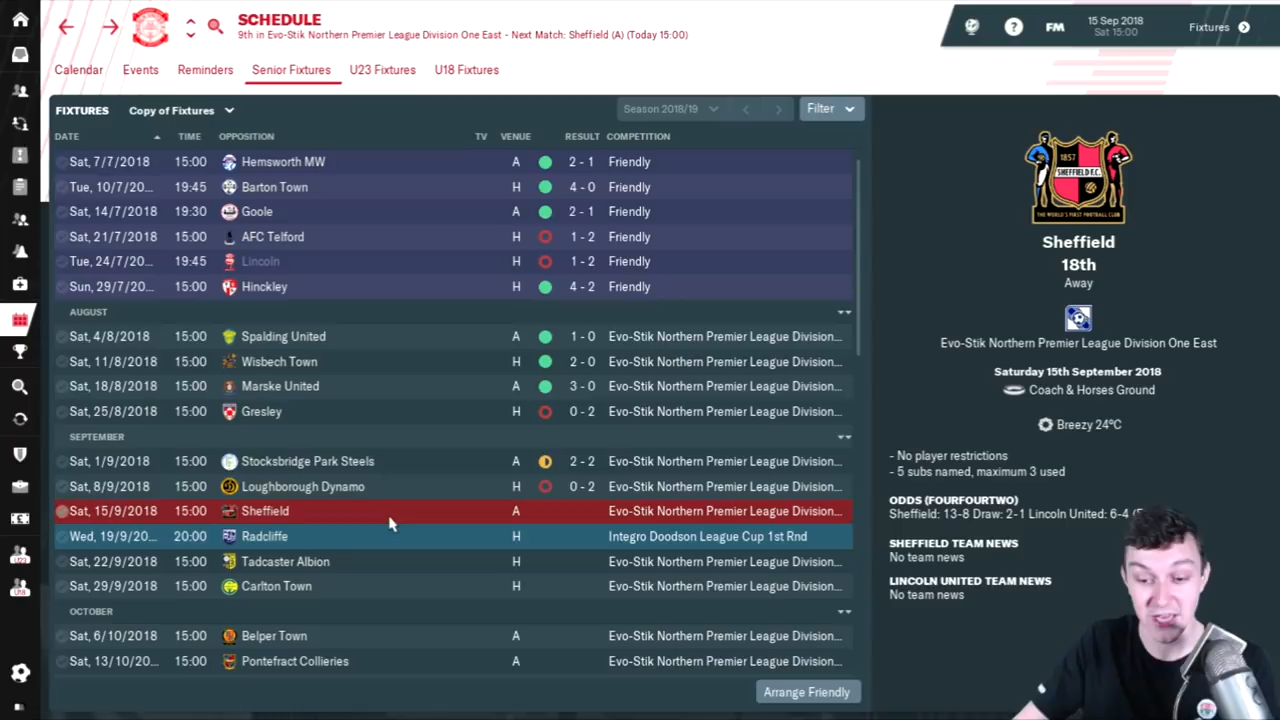 SCHEDULE
9th in Evo-Stik Northern Premier League Division One East - Next Match: Sheffield (A) (Today 15:00)
FM
15 Sep 2018
Sat 15:00
Fixtures
Calendar Events Reminders Senior Fixtures U23 Fixtures U18 Fixtures
FIXTURES Copy of Fixtures Season 2018/19 Filter
DATE TIME OPPOSITION TV VENUE RESULT COMPETITION
Sat, 7/7/2018 15:00 Hemsworth MW A 2 - 1 Friendly
Tue, 10/7/20... 19:45 Barton Town H 4 - 0 Friendly
Sat, 14/7/2018 19:30 Goole A 2 - 1 Friendly
Sat, 21/7/2018 15:00 AFC Telford H 1 - 2 Friendly
Tue, 24/7/20... 19:45 Lincoln H 1 - 2 Friendly
Sun, 29/7/20... 15:00 Hinckley H 4 - 2 Friendly
AUGUST
Sat, 4/8/2018 15:00 Spalding United A 1 - 0 Evo-Stik Northern Premier League Division...
Sat, 11/8/2018 15:00 Wisbech Town H 2 - 0 Evo-Stik Northern Premier League Division...
Sat, 18/8/2018 15:00 Marske United A 3 - 0 Evo-Stik Northern Premier League Division...
Sat, 25/8/2018 15:00 Gresley H 0 - 2 Evo-Stik Northern Premier League Division...
SEPTEMBER
Sat, 1/9/2018 15:00 Stocksbridge Park Steels A 2 - 2 Evo-Stik Northern Premier League Division...
Sat, 8/9/2018 15:00 Loughborough Dynamo H 0 - 2 Evo-Stik Northern Premier League Division...
Sat, 15/9/2018 15:00 Sheffield A Evo-Stik Northern Premier League Division...
Wed, 19/9/20... 20:00 Radcliffe H Integro Doodson League Cup 1st Rnd
Sat, 22/9/2018 15:00 Tadcaster Albion H Evo-Stik Northern Premier League Division...
Sat, 29/9/2018 15:00 Carlton Town H Evo-Stik Northern Premier League Division...
OCTOBER
Sat, 6/10/2018 15:00 Belper Town A Evo-Stik Northern Premier League Division...
Sat, 13/10/20... 15:00 Pontefract Collieries A Evo-Stik Northern Premier League Division...
Arrange Friendly
1857
SHEFFIELD F.C.
THE WORLD'S FIRST FOOTBALL CLUB
Sheffield
18th
Away
Evo-Stik Northern Premier League Division One East
Saturday 15th September 2018
Coach & Horses Ground
Breezy 24°C
- No player restrictions
- 5 subs named, maximum 3 used
ODDS (FOURFOURTWO)
Sheffield: 13-8 Draw: 2-1 Lincoln United: 6-4
SHEFFIELD TEAM NEWS
No team news
LINCOLN UNITED TEAM NEWS
No team news
U23
U18